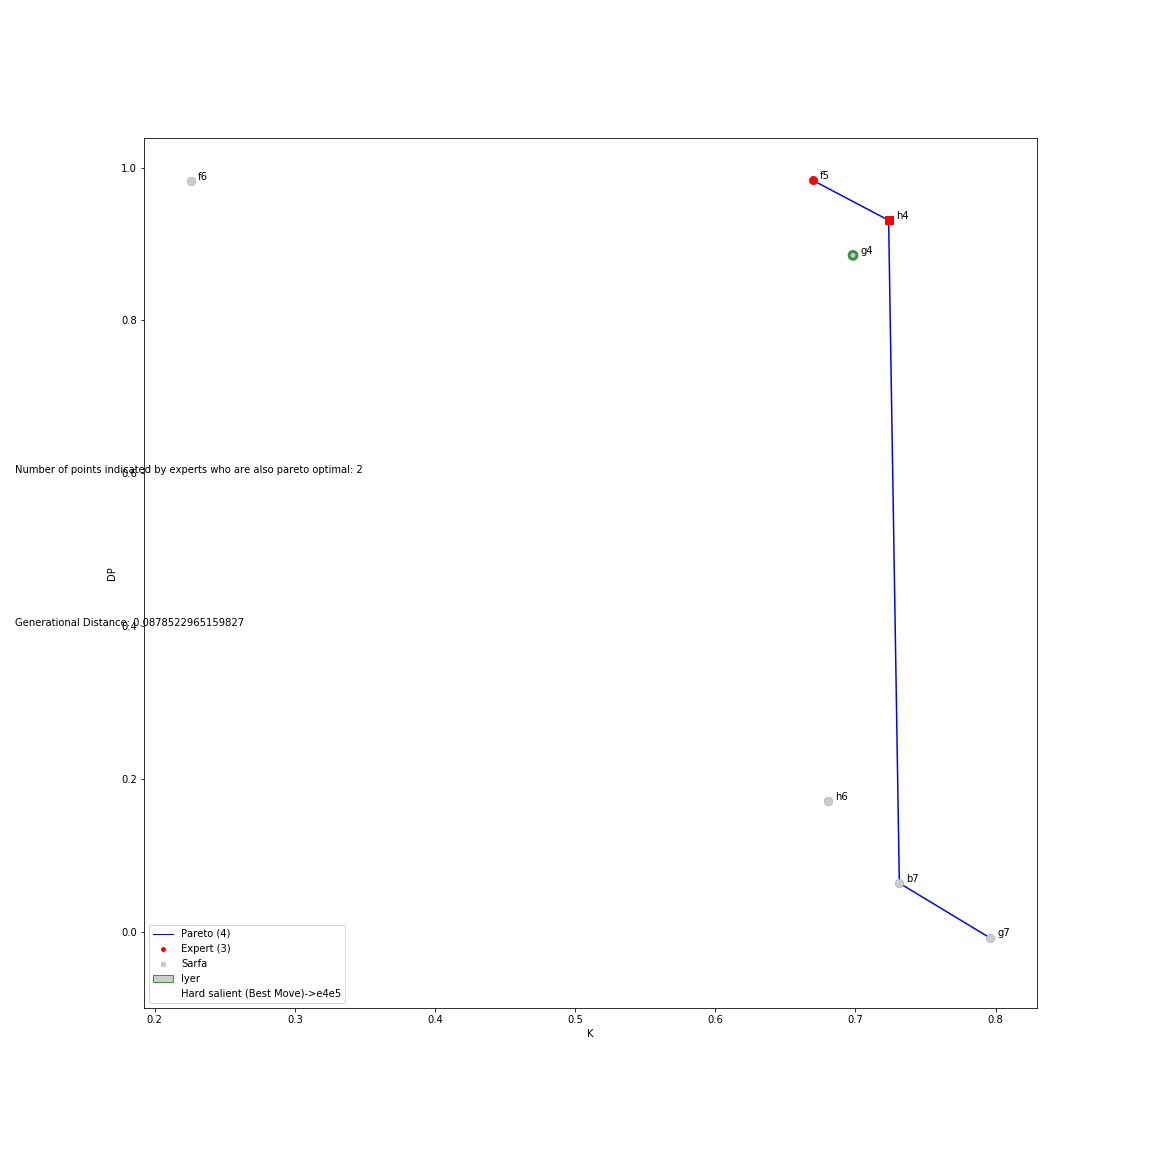 1.0
f6
f5
h4
g4
0.8
Number of points indicated by experts who are also pareto optimal: 2
0.6
DP
Generational Distance: 0.0878522965159827
0.4
0.2
h6
b7
0.0
g7
Pareto (4)
Expert (3)
Sarfa
Iyer
Hard salient (Best Move)->e4e5
0.2 0.3 0.4 0.5 0.6 0.7 0.8
K